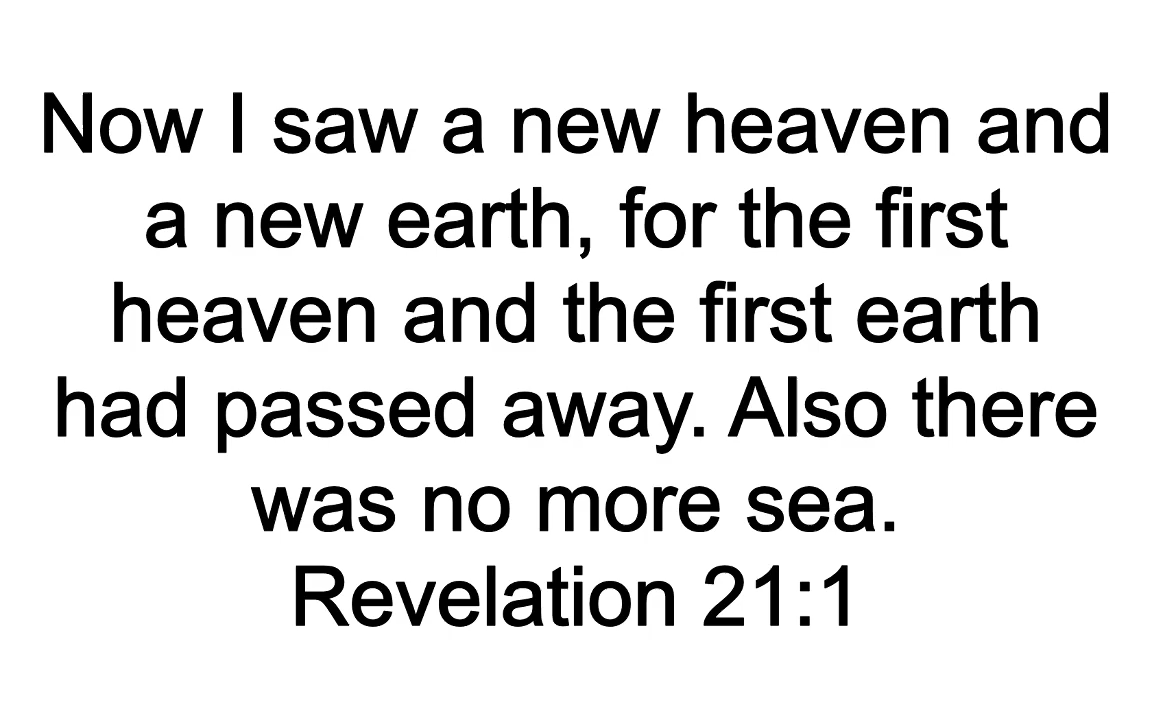 Now I saw a new heaven and
a new earth, for the first
heaven and the first earth
had passed away. Also there
was no more sea.
Revelation 21:1